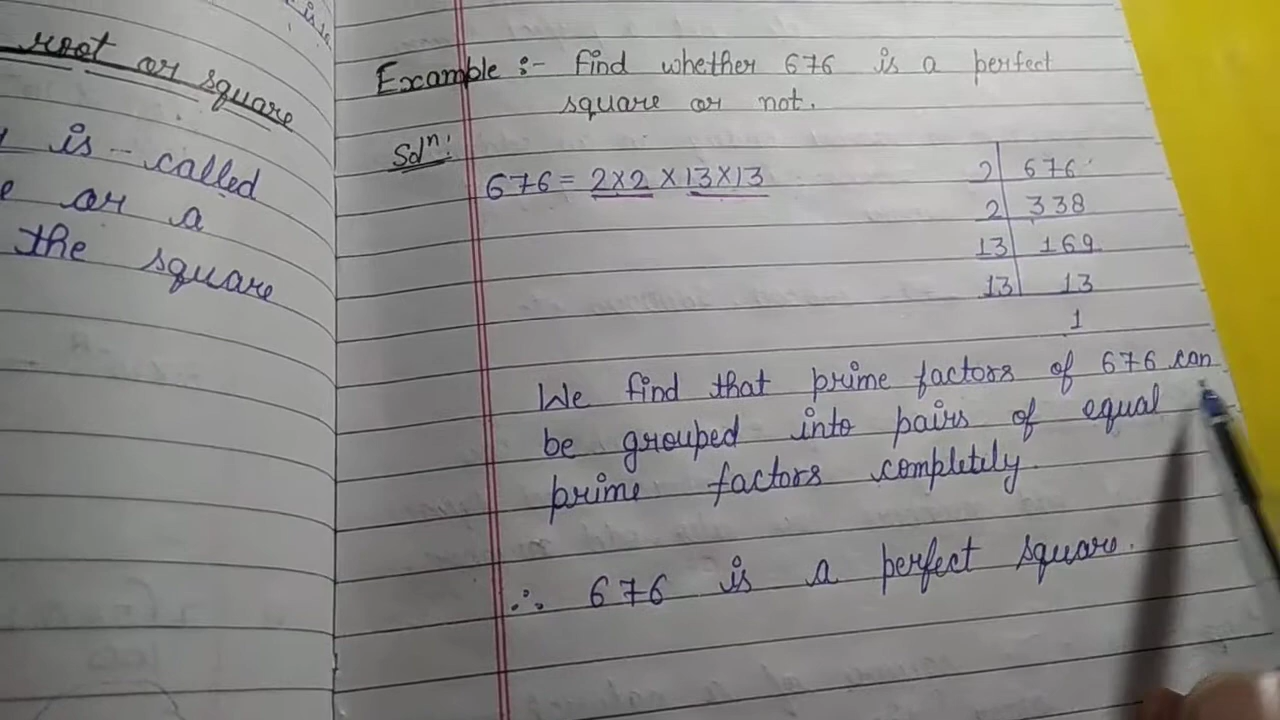 root or square
is - called
or a
the square
Example :- Find whether 676 is a perfect
square or not.
Solⁿ:
676 = 2×2 × 13×13
2 | 676
2 | 338
13 | 169
13 | 13
1
We find that prime factors of 676 can
be grouped into pairs of equal
prime factors completely.
∴ 676 is a perfect square.